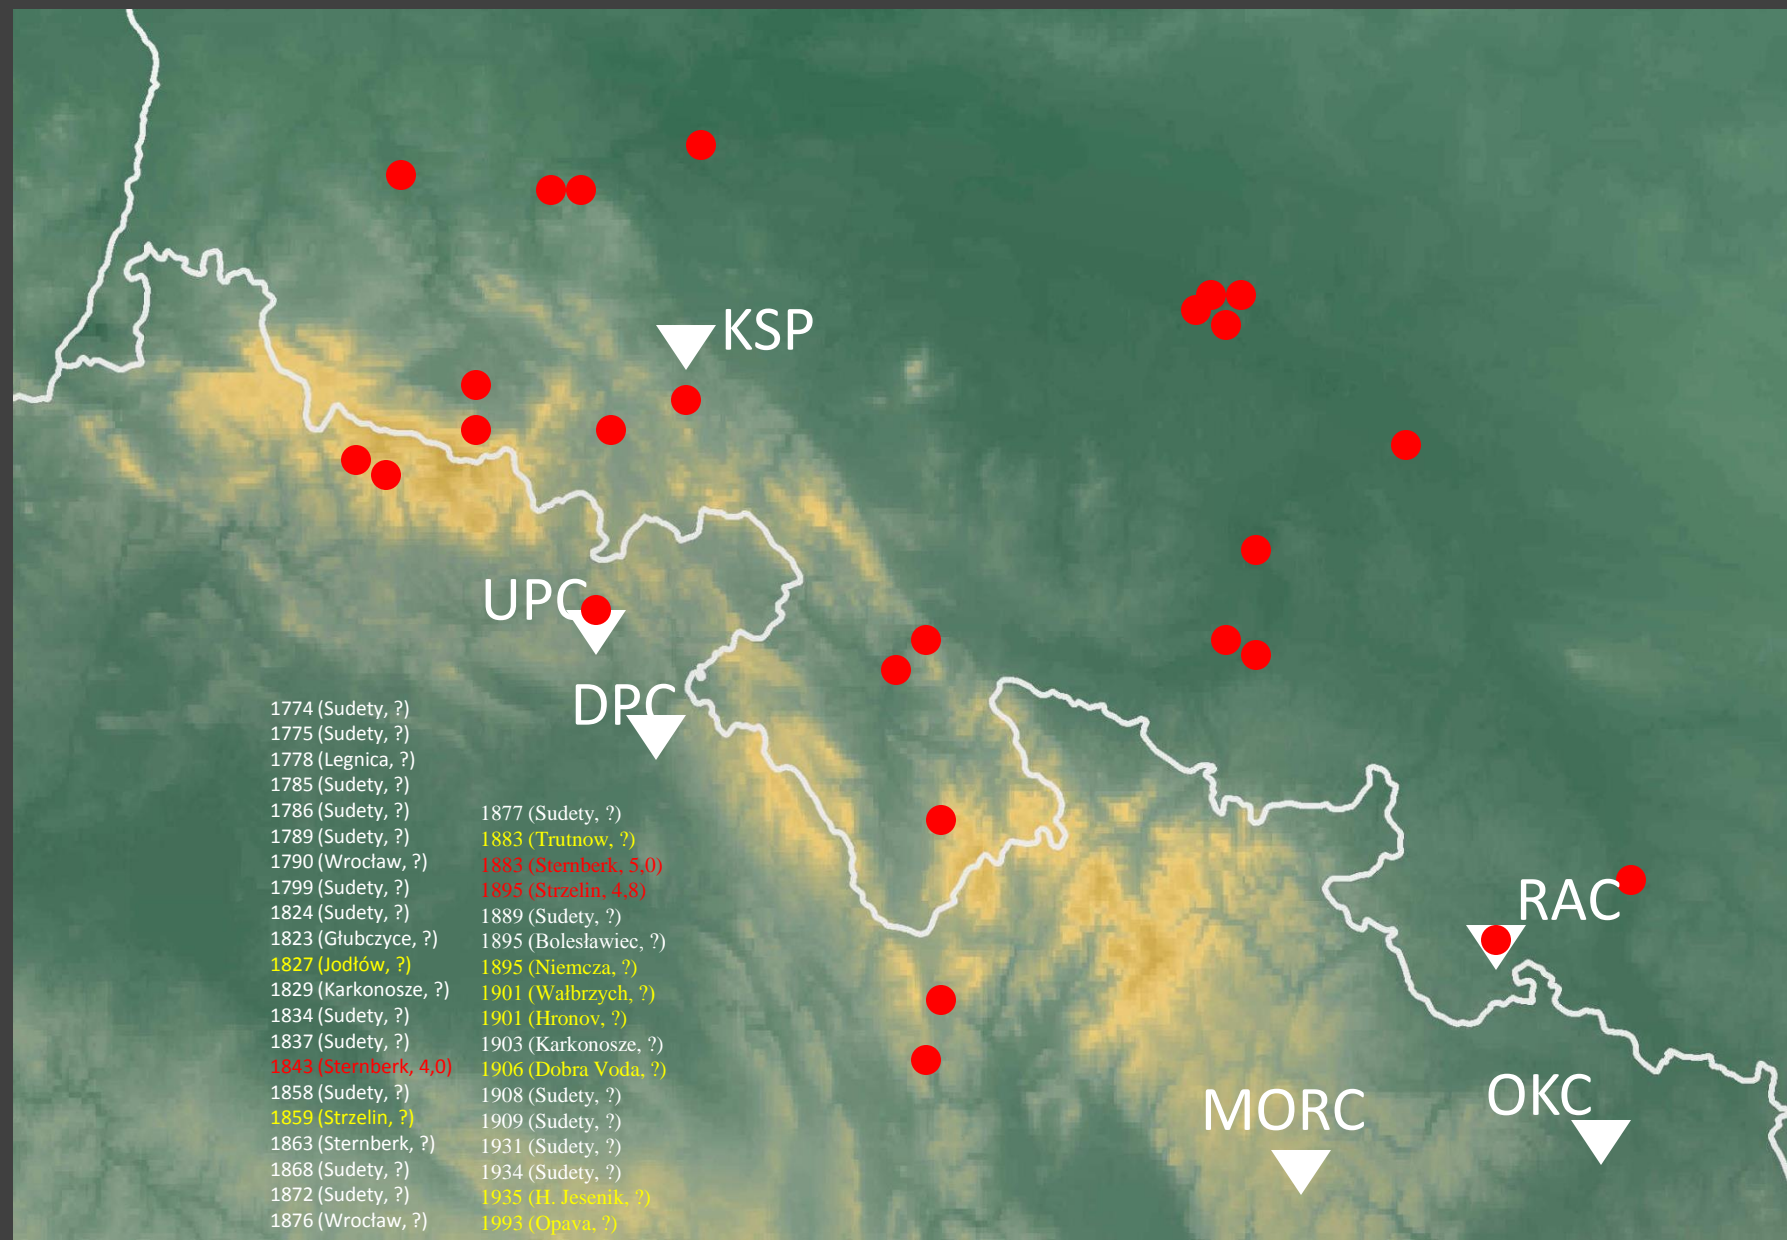 KSP
UPC
DPC
RAC
MORC
OKC
1774 (Sudety, ?)
1775 (Sudety, ?)
1778 (Legnica, ?)
1785 (Sudety, ?)
1786 (Sudety, ?)
1789 (Sudety, ?)
1790 (Wrocław, ?)
1799 (Sudety, ?)
1824 (Sudety, ?)
1823 (Głubczyce, ?)
1827 (Jodłów, ?)
1829 (Karkonosze, ?)
1834 (Sudety, ?)
1837 (Sudety, ?)
1843 (Sternberk, 4,0)
1858 (Sudety, ?)
1859 (Strzelin, ?)
1863 (Sternberk, ?)
1868 (Sudety, ?)
1872 (Sudety, ?)
1876 (Wrocław, ?)
1877 (Sudety, ?)
1883 (Trutnow, ?)
1883 (Sternberk, 5,0)
1895 (Strzelin, 4,8)
1889 (Sudety, ?)
1895 (Bolesławiec, ?)
1895 (Niemcza, ?)
1901 (Wałbrzych, ?)
1901 (Hronov, ?)
1903 (Karkonosze, ?)
1906 (Dobra Voda, ?)
1908 (Sudety, ?)
1909 (Sudety, ?)
1931 (Sudety, ?)
1934 (Sudety, ?)
1935 (H. Jesenik, ?)
1993 (Opava, ?)